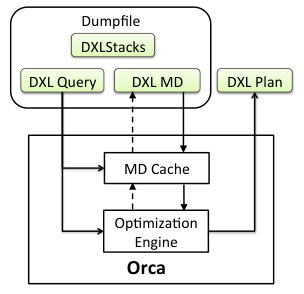 Dumpfile
DXLStacks
DXL Query
DXL MD
DXL Plan
MD Cache
Optimization
Engine
Orca